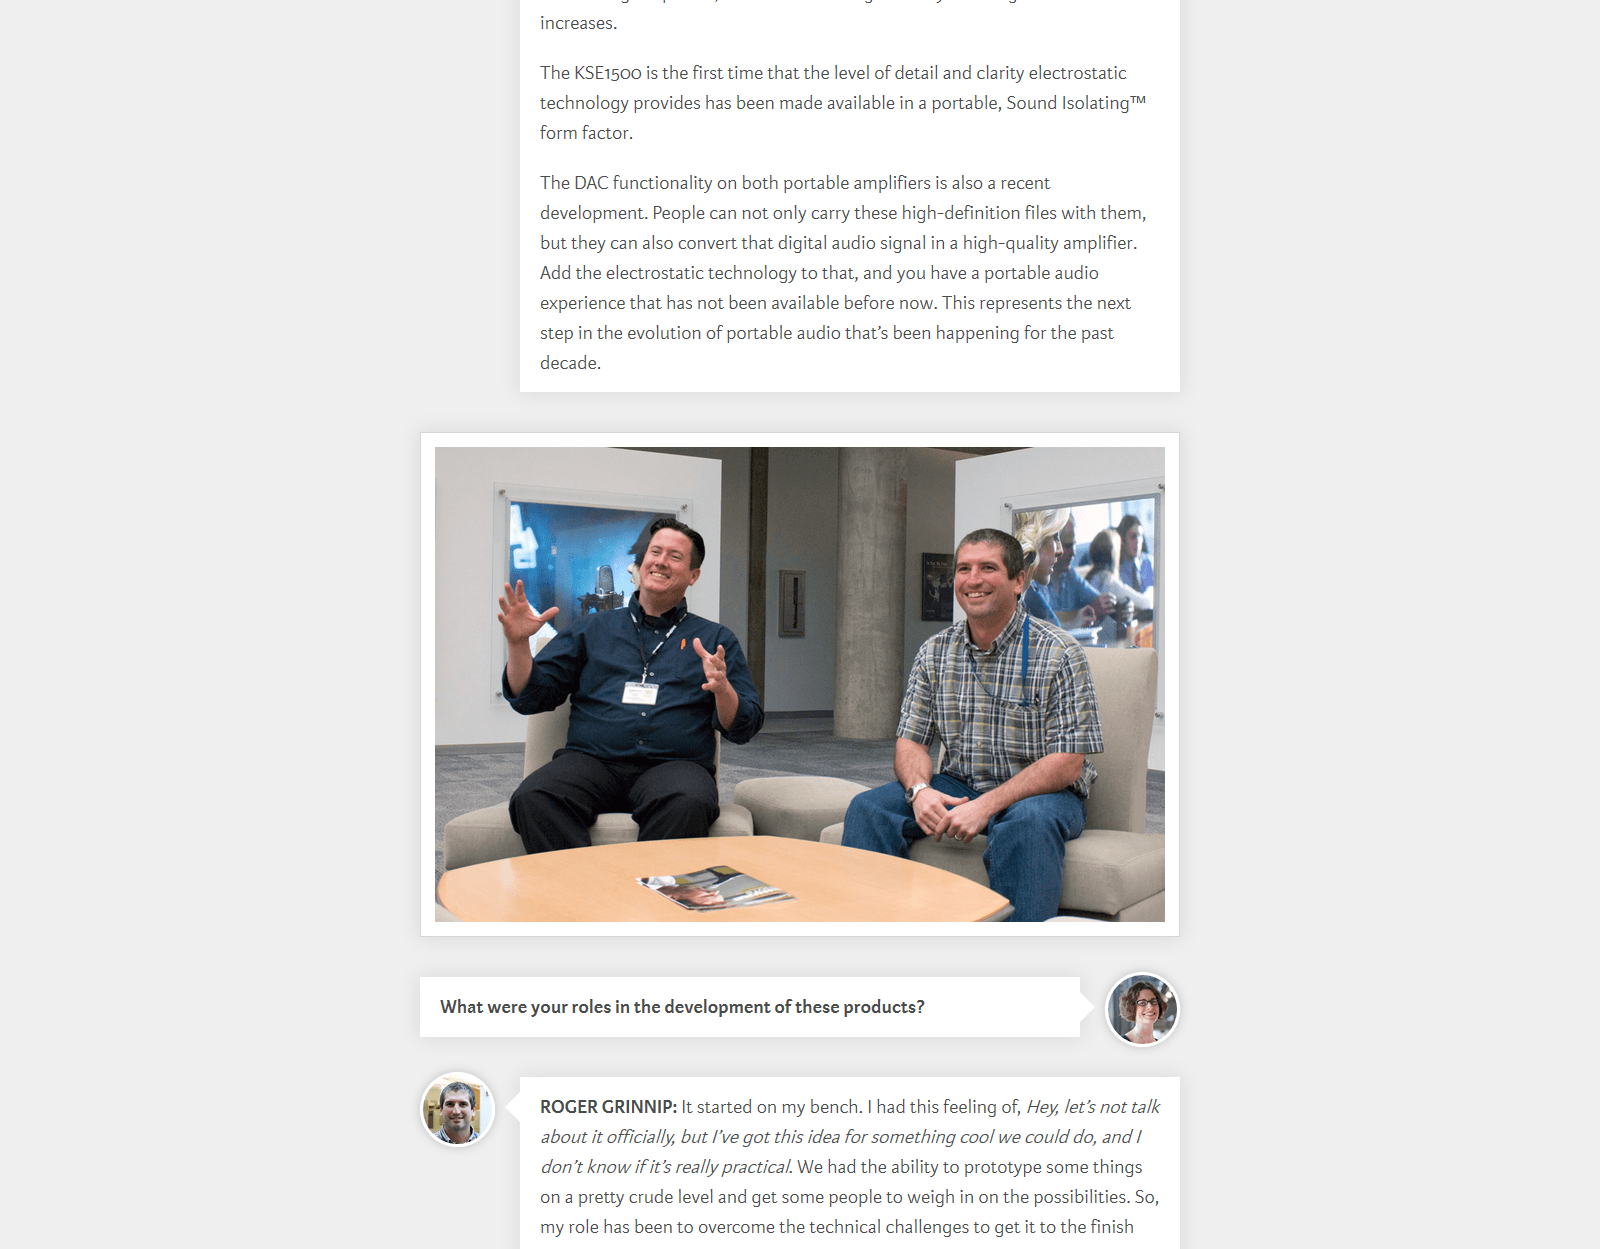 increases.
The KSE1500 is the first time that the level of detail and clarity electrostatic
technology provides has been made available in a portable, Sound Isolating™
form factor.
The DAC functionality on both portable amplifiers is also a recent
development. People can not only carry these high-definition files with them,
but they can also convert that digital audio signal in a high-quality amplifier.
Add the electrostatic technology to that, and you have a portable audio
experience that has not been available before now. This represents the next
step in the evolution of portable audio that’s been happening for the past
decade.
What were your roles in the development of these products?
ROGER GRINNIP: It started on my bench. I had this feeling of, Hey, let’s not talk
about it officially, but I’ve got this idea for something cool we could do, and I
don’t know if it’s really practical. We had the ability to prototype some things
on a pretty crude level and get some people to weigh in on the possibilities. So,
my role has been to overcome the technical challenges to get it to the finish